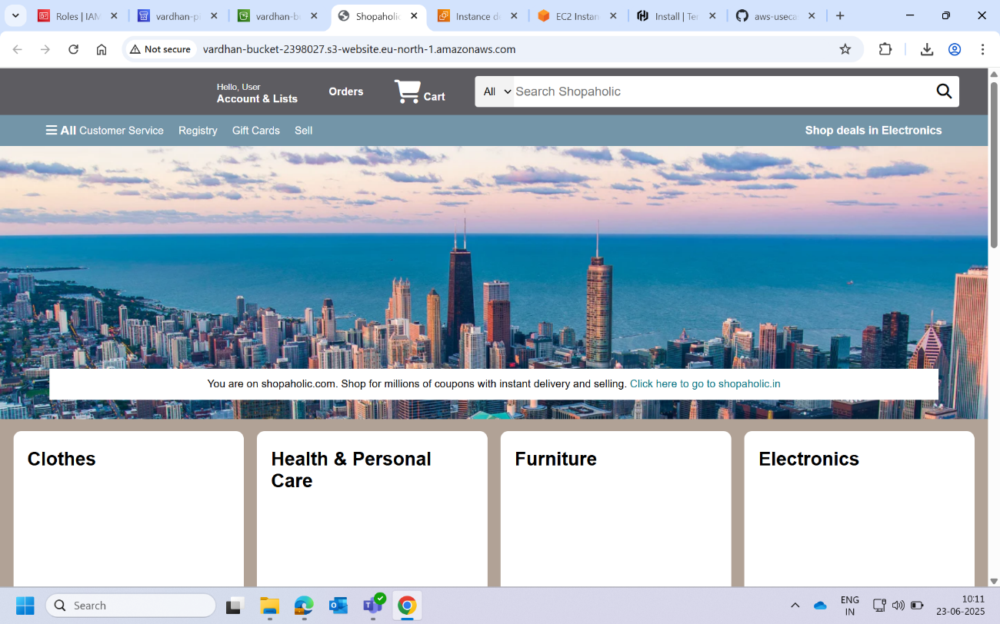 Roles | IAM
vardhan-pi
vardhan-b
Shopaholic
Instance d
EC2 Instan
Install | Ter
aws-useca
Not secure
vardhan-bucket-2398027.s3-website.eu-north-1.amazonaws.com
Hello, User
Account & Lists
Orders
Cart
All
Search Shopaholic
All Customer Service Registry Gift Cards Sell
Shop deals in Electronics
You are on shopaholic.com. Shop for millions of coupons with instant delivery and selling. Click here to go to shopaholic.in
Clothes
Health & Personal
Care
Furniture
Electronics
Search
ENG
IN
10:11
23-06-2025